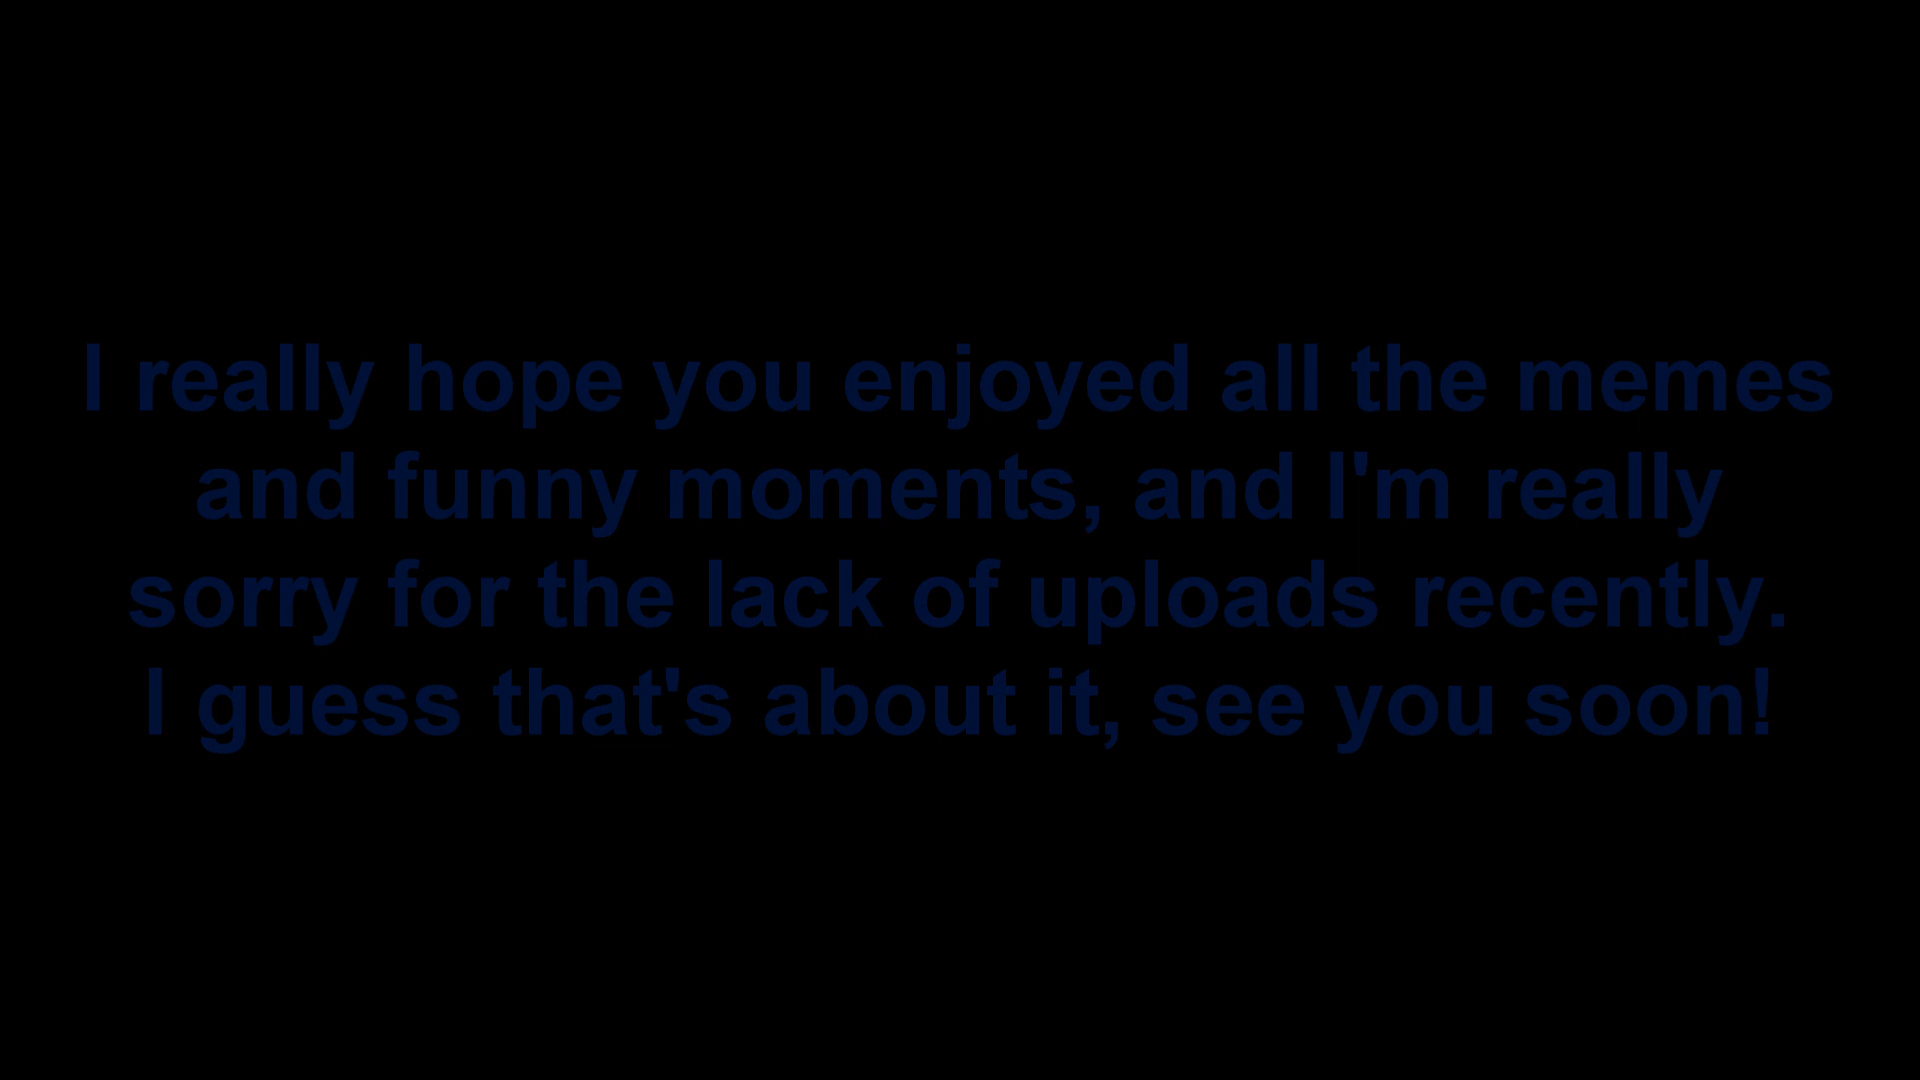 I really hope you enjoyed all the memes
and funny moments, and I'm really
sorry for the lack of uploads recently.
I guess that's about it, see you soon!